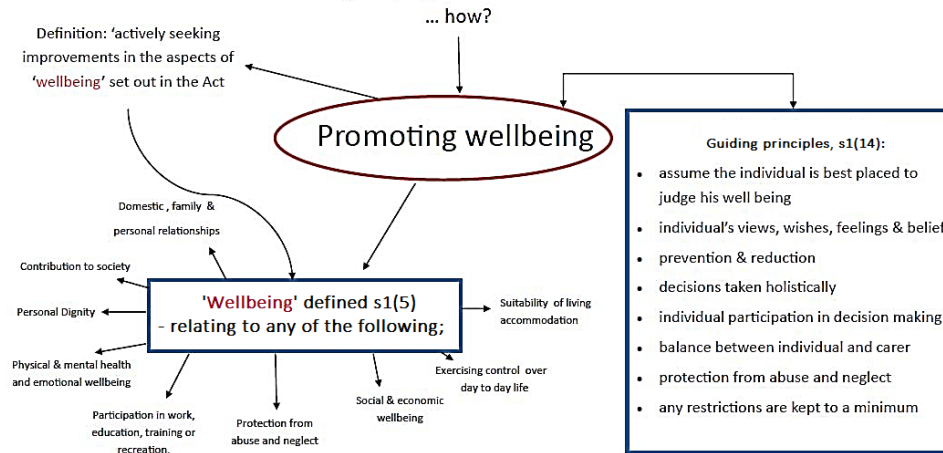 ... how?
Definition: 'actively seeking
improvements in the aspects of
'wellbeing' set out in the Act
Promoting wellbeing
Guiding principles, s1(14):
• assume the individual is best placed to
judge his well being
• individual's views, wishes, feelings & belief
• prevention & reduction
• decisions taken holistically
• individual participation in decision making
• balance between individual and carer
• protection from abuse and neglect
• any restrictions are kept to a minimum
Domestic, family &
personal relationships
Contribution to society
Personal Dignity
Physical & mental health
and emotional wellbeing
Participation in work,
education, training or
recreation.
Protection from
abuse and neglect
Social & economic
wellbeing
Exercising control over
day to day life
Suitability of living
accommodation
'Wellbeing' defined s1(5)
- relating to any of the following;